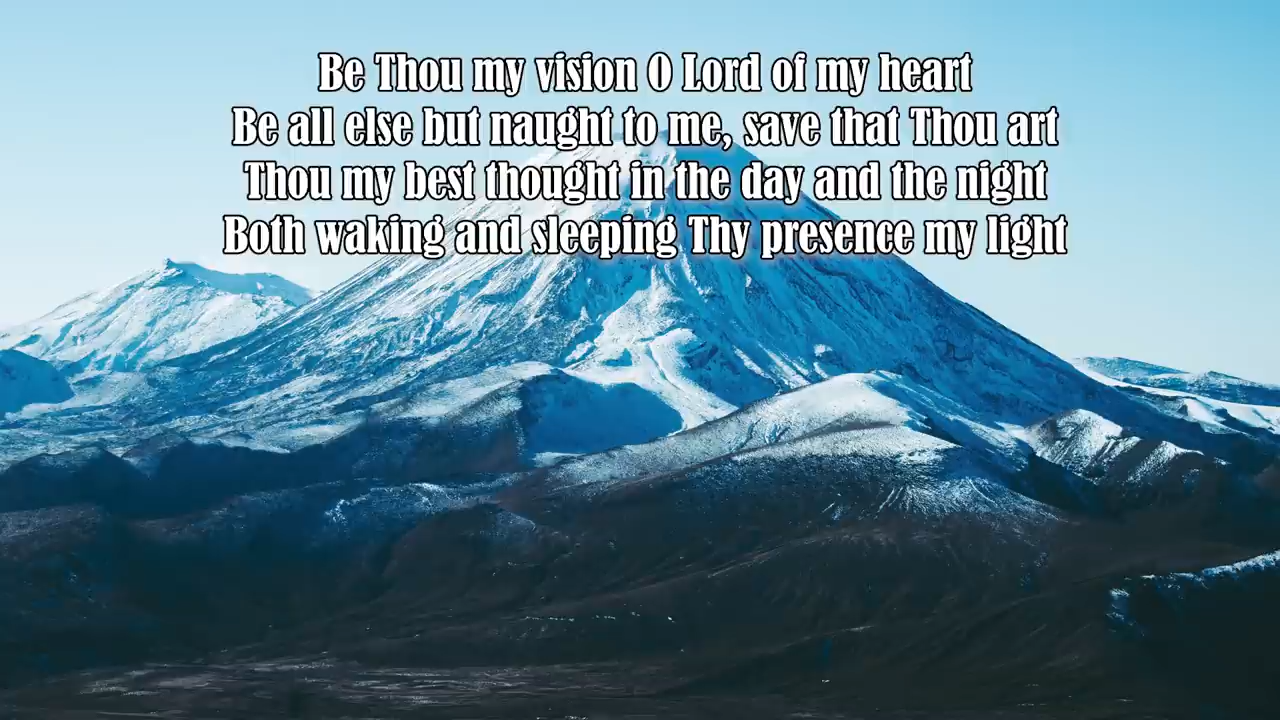 Be Thou my vision O Lord of my heart
Be all else but naught to me, save that Thou art
Thou my best thought in the day and the night
Both waking and sleeping Thy presence my light